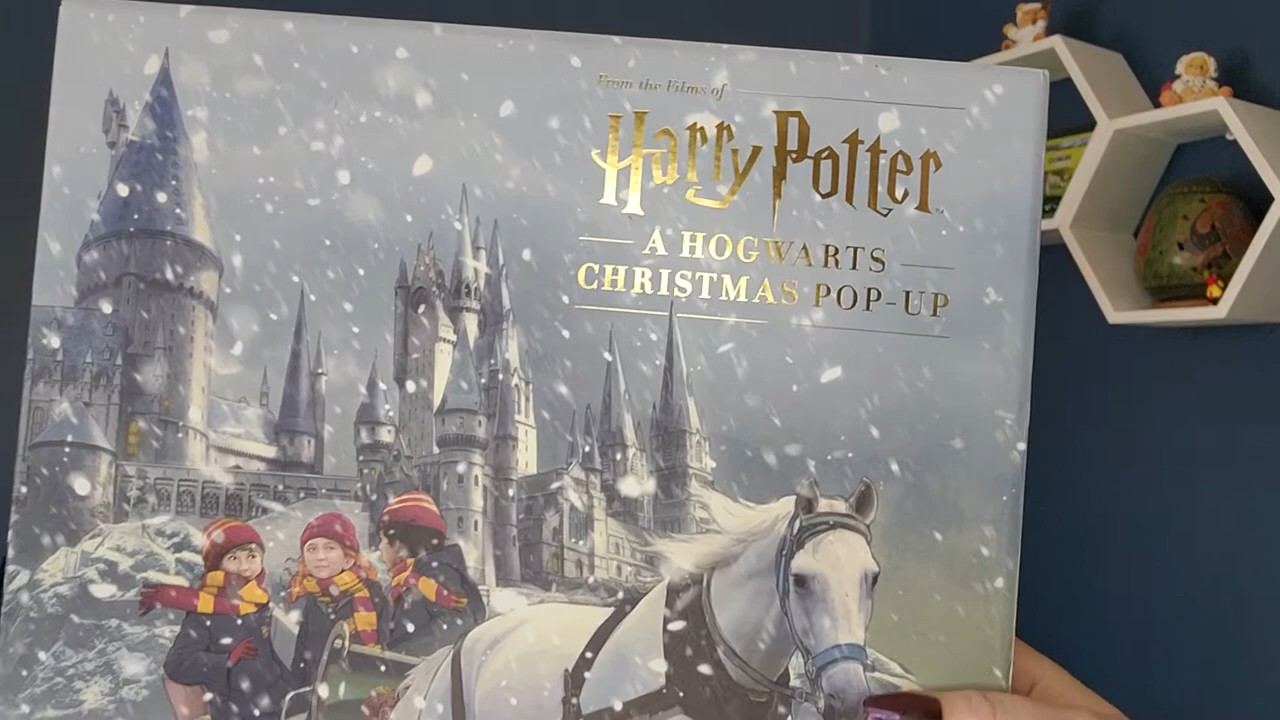 From the Films of
Harry Potter
A HOGWARTS
CHRISTMAS POP-UP